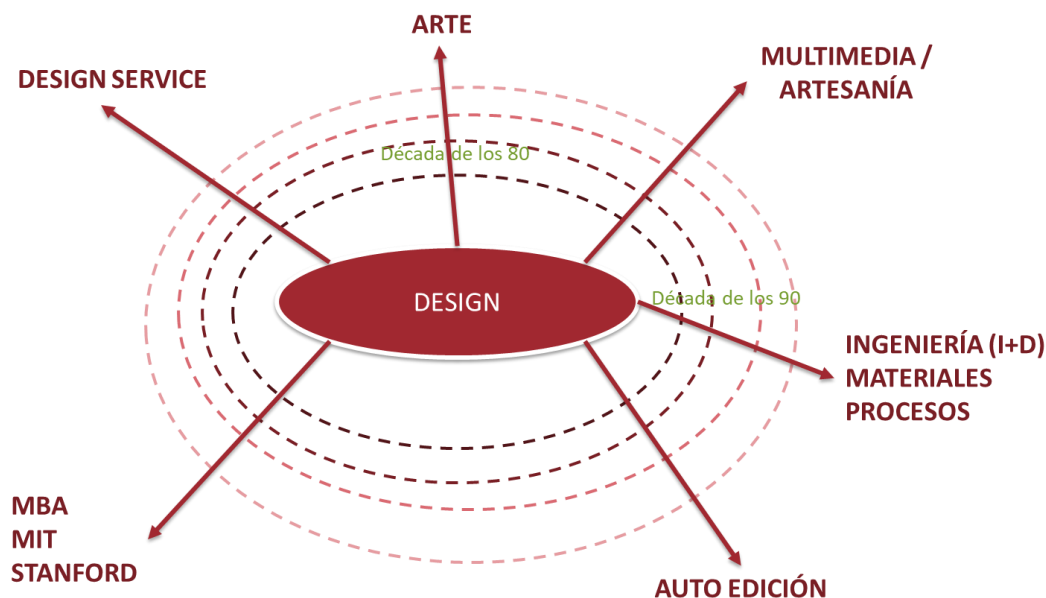 ARTE
DESIGN SERVICE
MULTIMEDIA /
ARTESANÍA
Década de los 80
DESIGN
Década de los 90
INGENIERÍA (I+D)
MATERIALES
PROCESOS
MBA
MIT
STANFORD
AUTO EDICIÓN